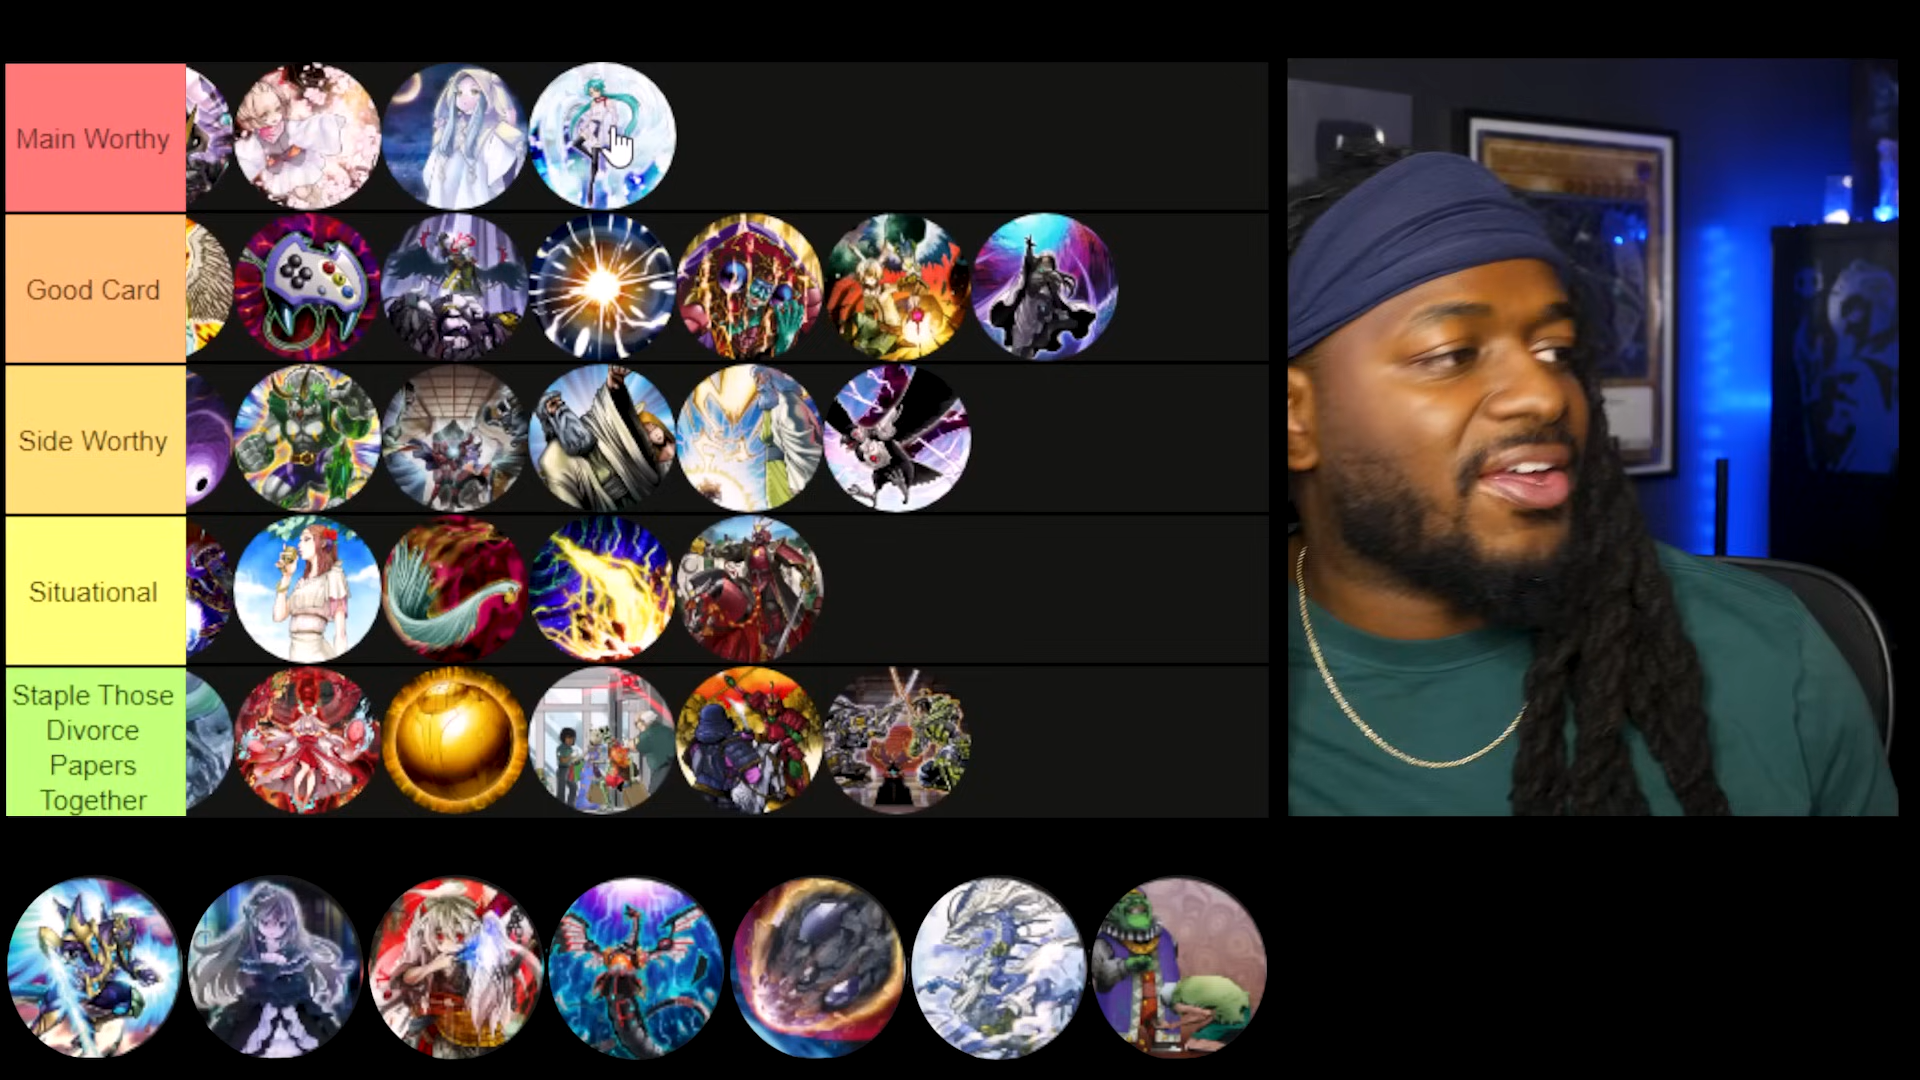 Main Worthy
Good Card
Side Worthy
Situational
Staple Those
Divorce
Papers
Together